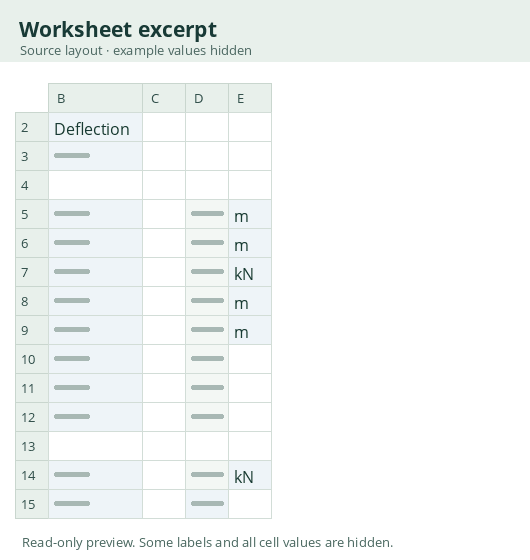 Worksheet excerpt
Source layout · example values hidden
B C D E
2 Deflection
3
4
5 m
6 m
7 kN
8 m
9 m
10
11
12
13
14 kN
15
Read-only preview. Some labels and all cell values are hidden.